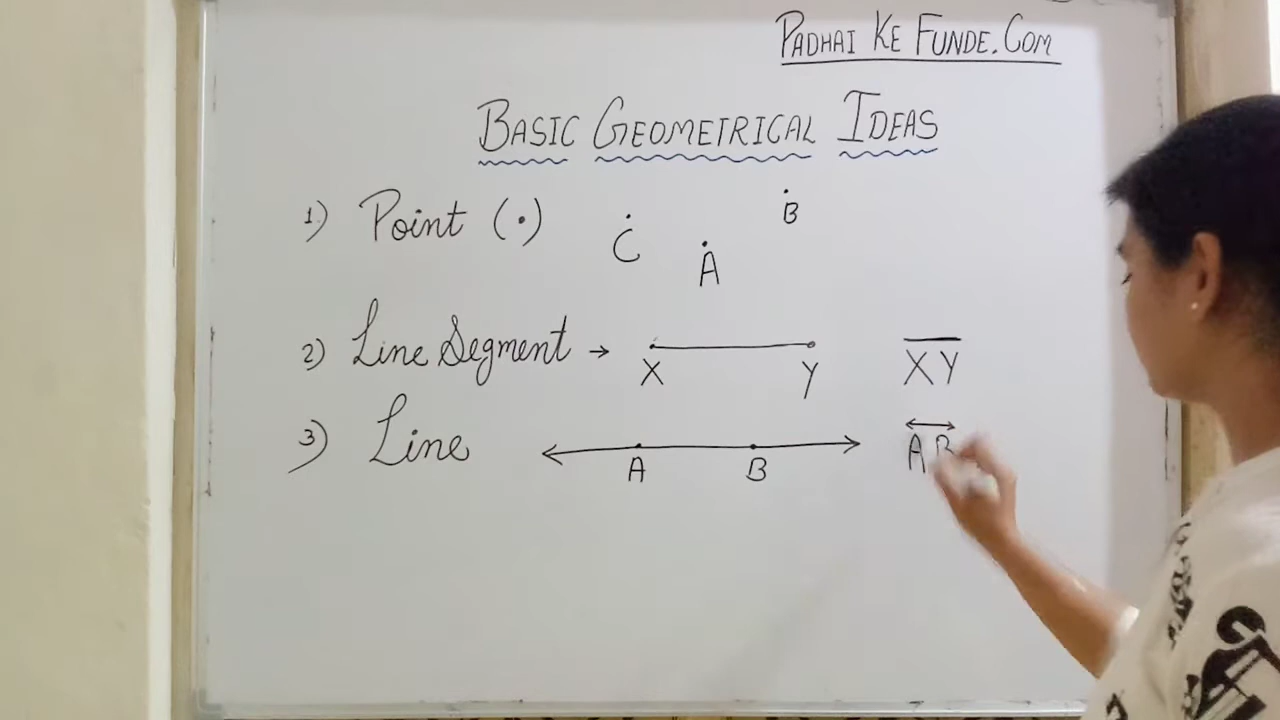 PADHAI KE FUNDE.COM
BASIC GEOMETRICAL IDEAS
1) Point (•)
C
A
B
2) Line Segment →
X Y
XY
3) Line
A B
A B